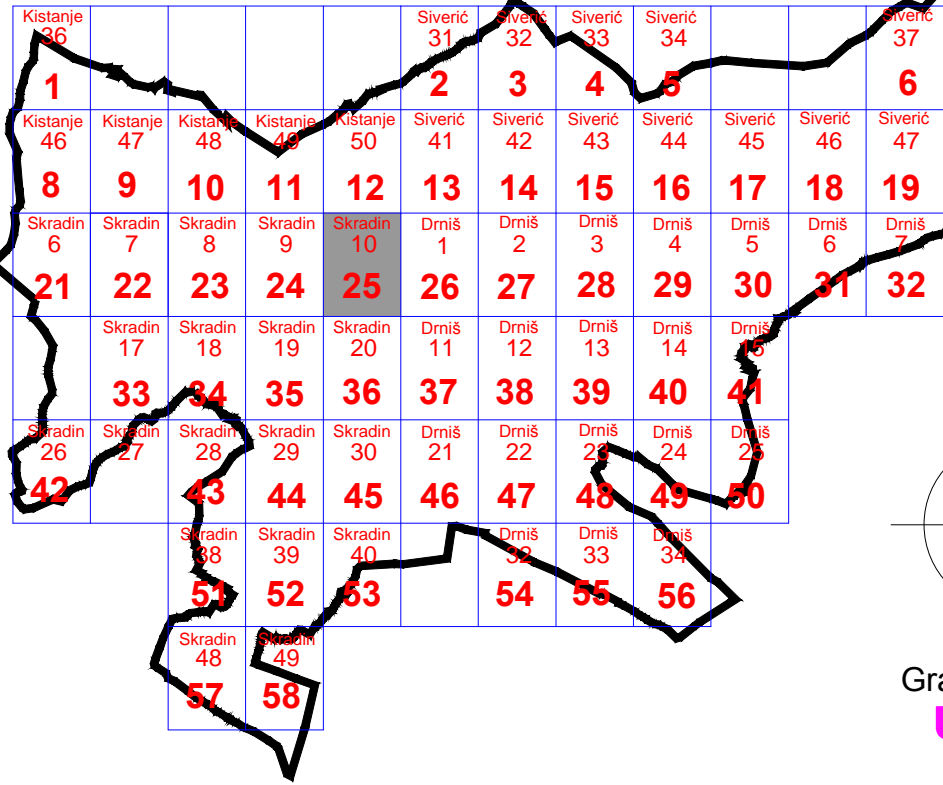 Kistanje Siverić Siverić Siverić Siverić Siverić
36 31 32 33 34 37
1 2 3 4 5 6
Kistanje Kistanje Kistanje Kistanje Kistanje Siverić Siverić Siverić Siverić Siverić Siverić Siverić
46 47 48 49 50 41 42 43 44 45 46 47
8 9 10 11 12 13 14 15 16 17 18 19
Skradin Skradin Skradin Skradin Skradin Drniš Drniš Drniš Drniš Drniš Drniš Drniš
6 7 8 9 10 1 2 3 4 5 6 7
21 22 23 24 25 26 27 28 29 30 31 32
Skradin Skradin Skradin Skradin Drniš Drniš Drniš Drniš Drniš
17 18 19 20 11 12 13 14 15
33 34 35 36 37 38 39 40 41
Skradin Skradin Skradin Skradin Skradin Drniš Drniš Drniš Drniš Drniš
26 27 28 29 30 21 22 23 24 25
42 43 44 45 46 47 48 49 50
Skradin Skradin Skradin Drniš Drniš Drniš
38 39 40 32 33 34
51 52 53 54 55 56
Skradin Skradin
48 49
57 58
Gra